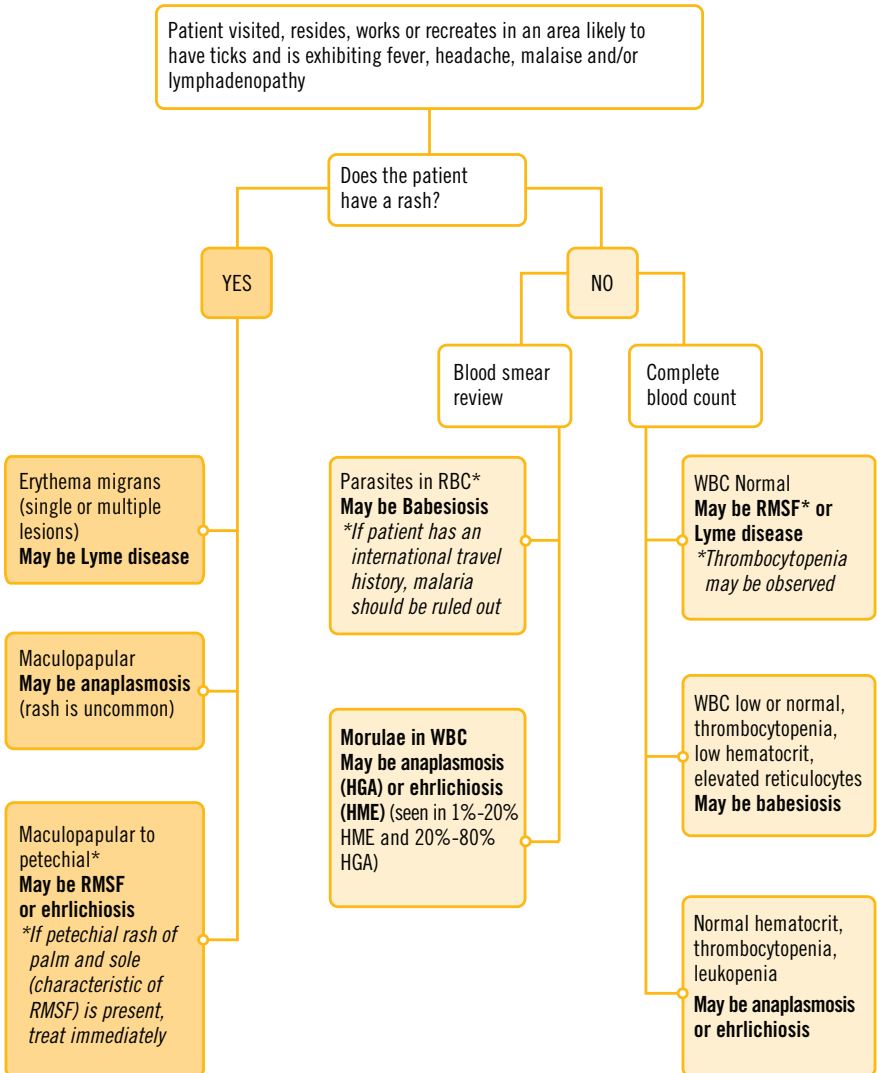 Patient visited, resides, works or recreates in an area likely to
have ticks and is exhibiting fever, headache, malaise and/or
lymphadenopathy
Does the patient
have a rash?
YES
NO
Blood smear
review
Complete
blood count
Erythema migrans
(single or multiple
lesions)
May be Lyme disease
Maculopapular
May be anaplasmosis
(rash is uncommon)
Maculopapular to
petechial*
May be RMSF
or ehrlichiosis
*If petechial rash of
palm and sole
(characteristic of
RMSF) is present,
treat immediately
Parasites in RBC*
May be Babesiosis
*If patient has an
international travel
history, malaria
should be ruled out
Morulae in WBC
May be anaplasmosis
(HGA) or ehrlichiosis
(HME) (seen in 1%-20%
HME and 20%-80%
HGA)
WBC Normal
May be RMSF* or
Lyme disease
*Thrombocytopenia
may be observed
WBC low or normal,
thrombocytopenia,
low hematocrit,
elevated reticulocytes
May be babesiosis
Normal hematocrit,
thrombocytopenia,
leukopenia
May be anaplasmosis
or ehrlichiosis